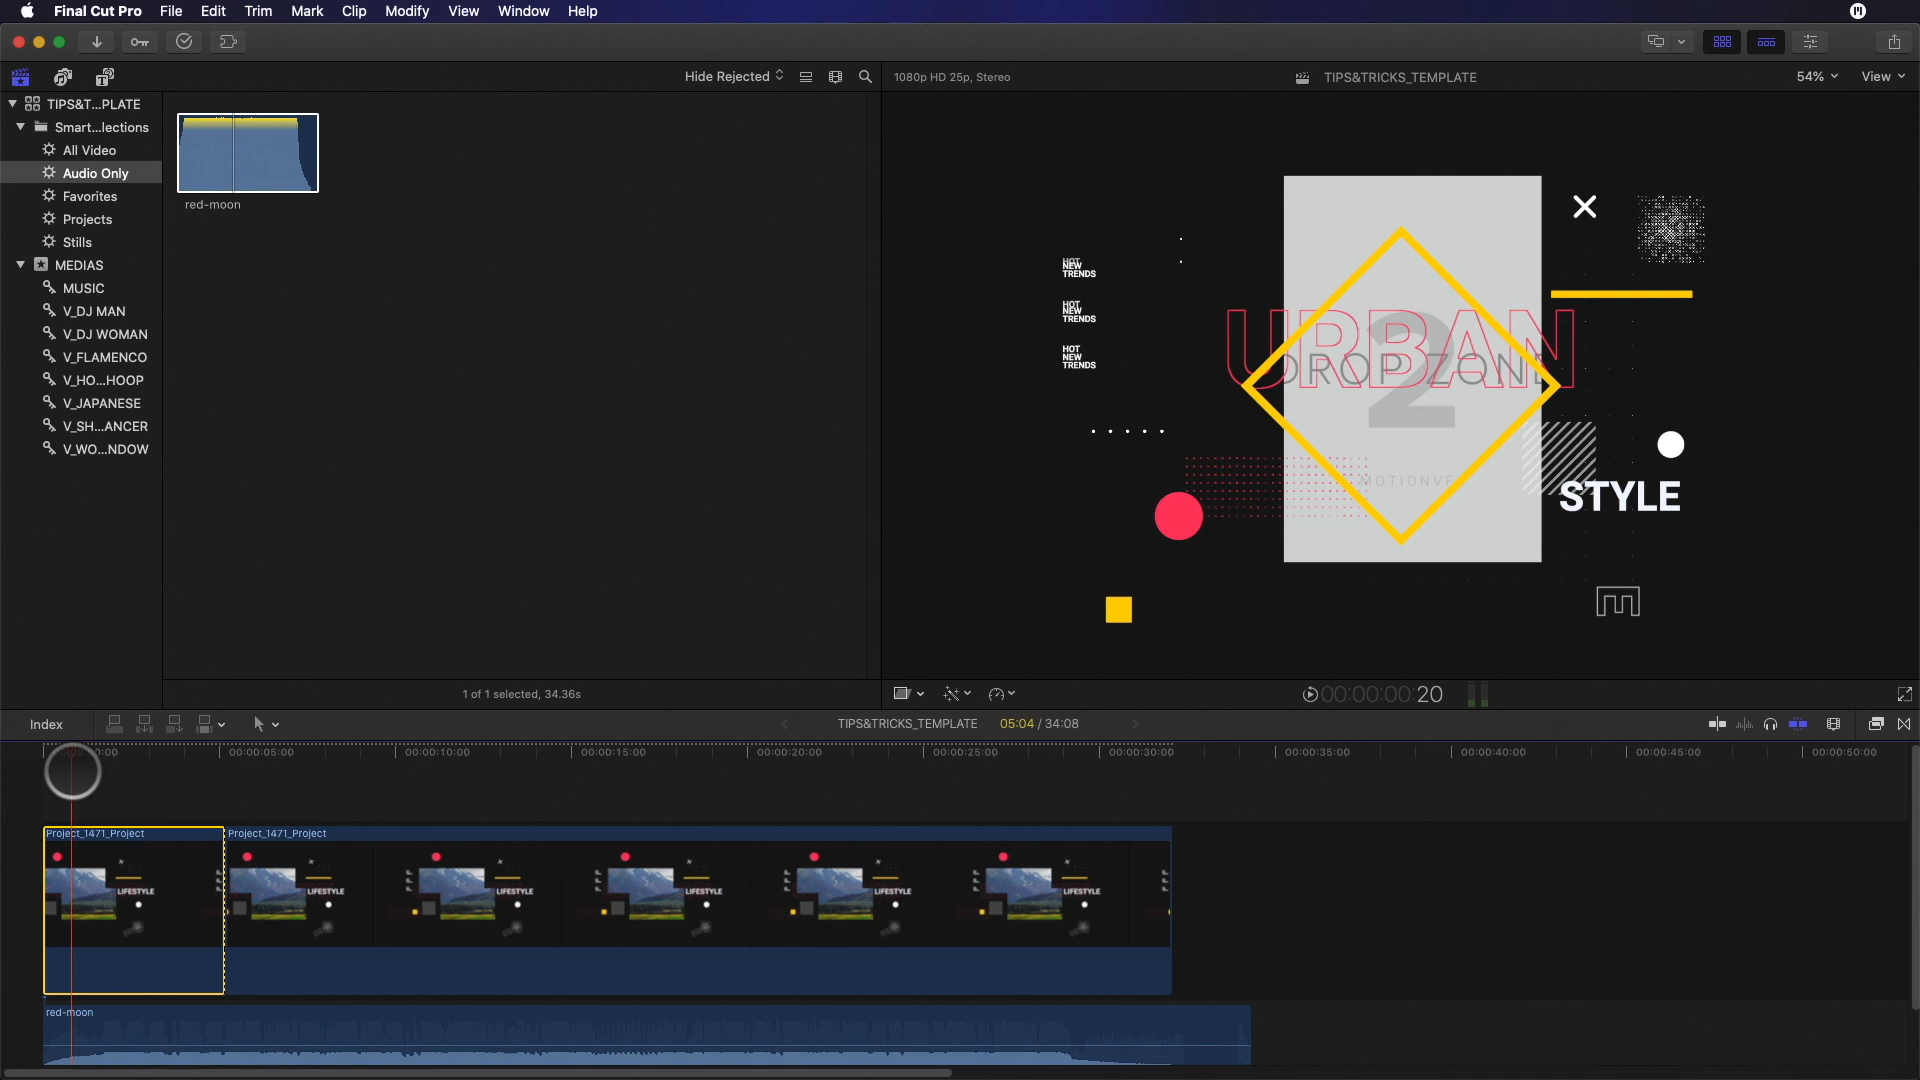 Final Cut Pro File Edit Trim Mark Clip Modify View Window Help
Hide Rejected
1080p HD 25p, Stereo
TIPS&TRICKS_TEMPLATE
54%
View
TIPS&T...PLATE
Smart...lections
All Video
Audio Only
Favorites
Projects
Stills
MEDIAS
MUSIC
V_DJ MAN
V_DJ WOMAN
V_FLAMENCO
V_HO...HOOP
V_JAPANESE
V_SH...ANCER
V_WO...NDOW
red-moon
HOT
NEW
TRENDS
HOT
NEW
TRENDS
HOT
NEW
TRENDS
URBAN
DROP ZONE
2
MOTIONVFX
STYLE
1 of 1 selected, 34.36s
00:00:00:20
Index
TIPS&TRICKS_TEMPLATE
05:04 / 34:08
00:00:05:00
00:00:10:00
00:00:15:00
00:00:20:00
00:00:25:00
00:00:30:00
00:00:35:00
00:00:40:00
00:00:45:00
00:00:50:00
Project_1471_Project
Project_1471_Project
LIFESTYLE
LIFESTYLE
LIFESTYLE
LIFESTYLE
LIFESTYLE
LIFESTYLE
red-moon